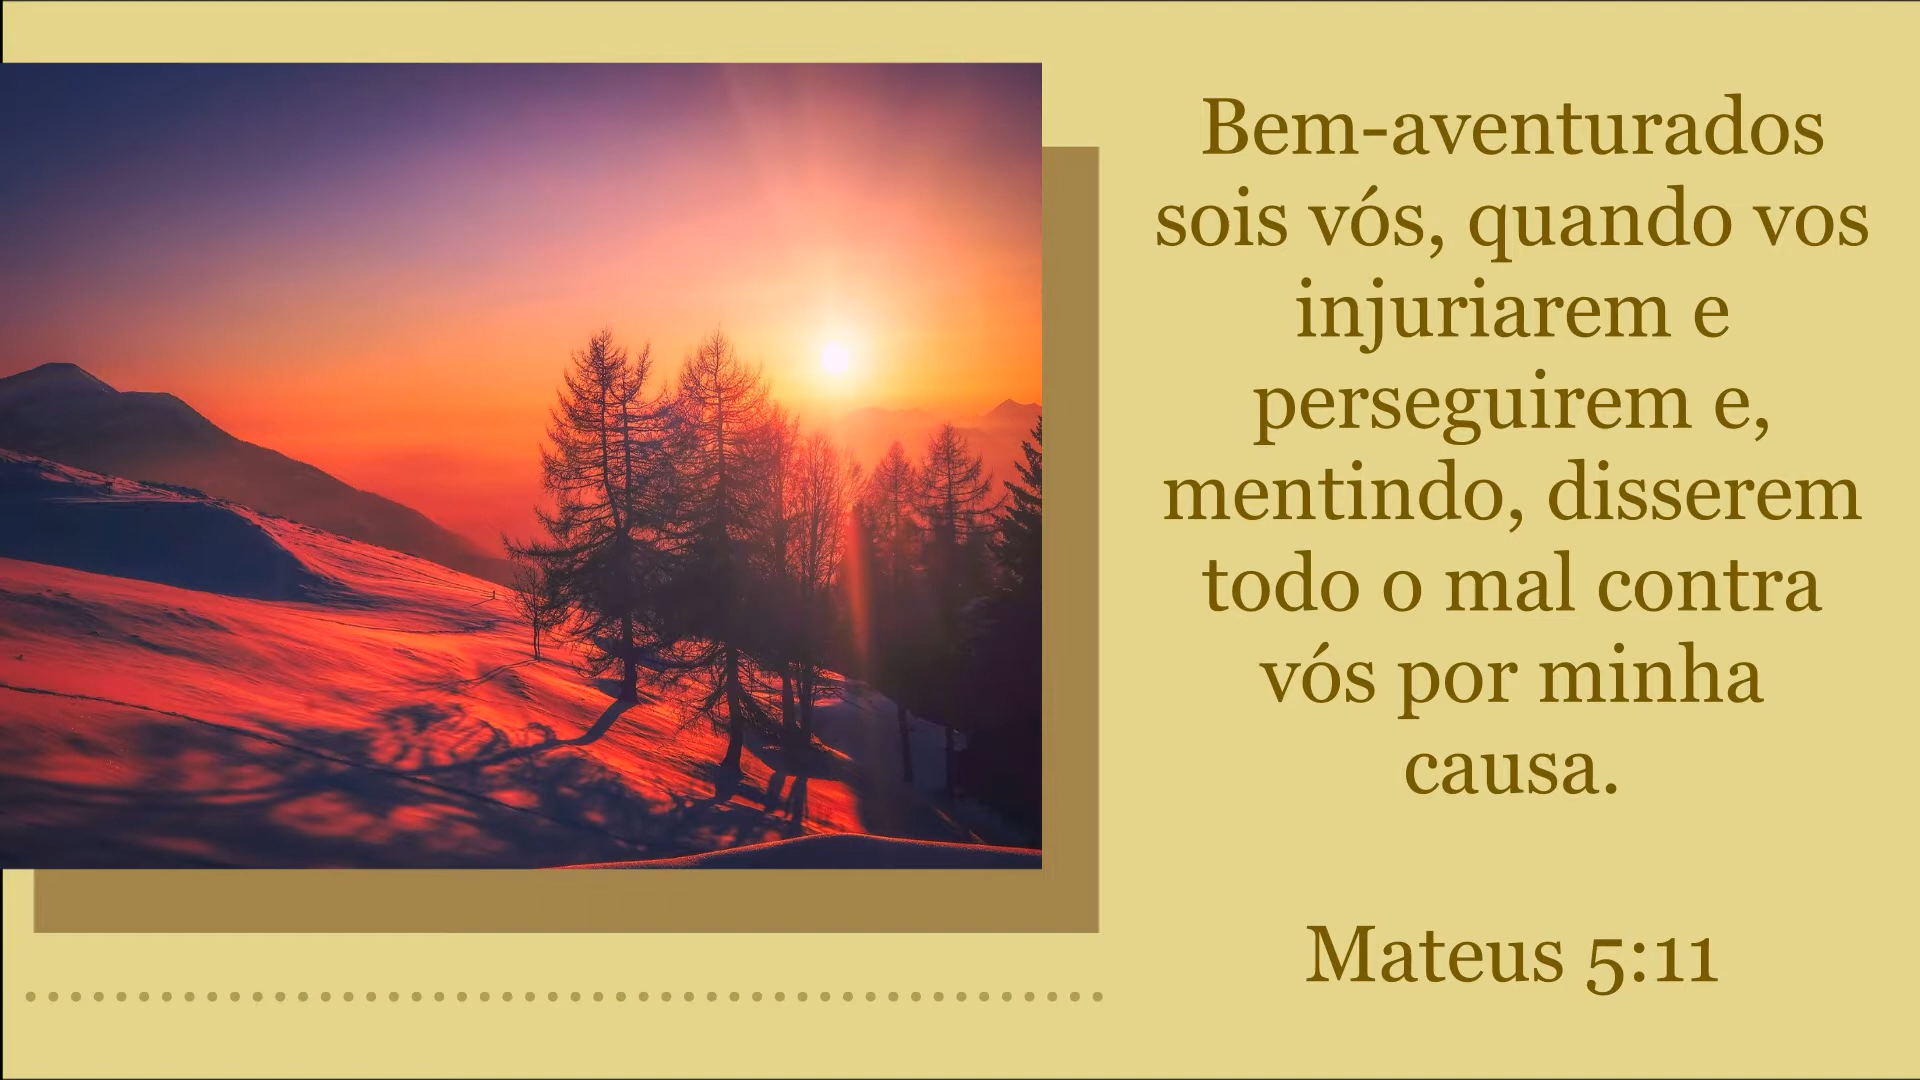 Bem-aventurados
sois vós, quando vos
injuriarem e
perseguirem e,
mentindo, disserem
todo o mal contra
vós por minha
causa.
Mateus 5:11